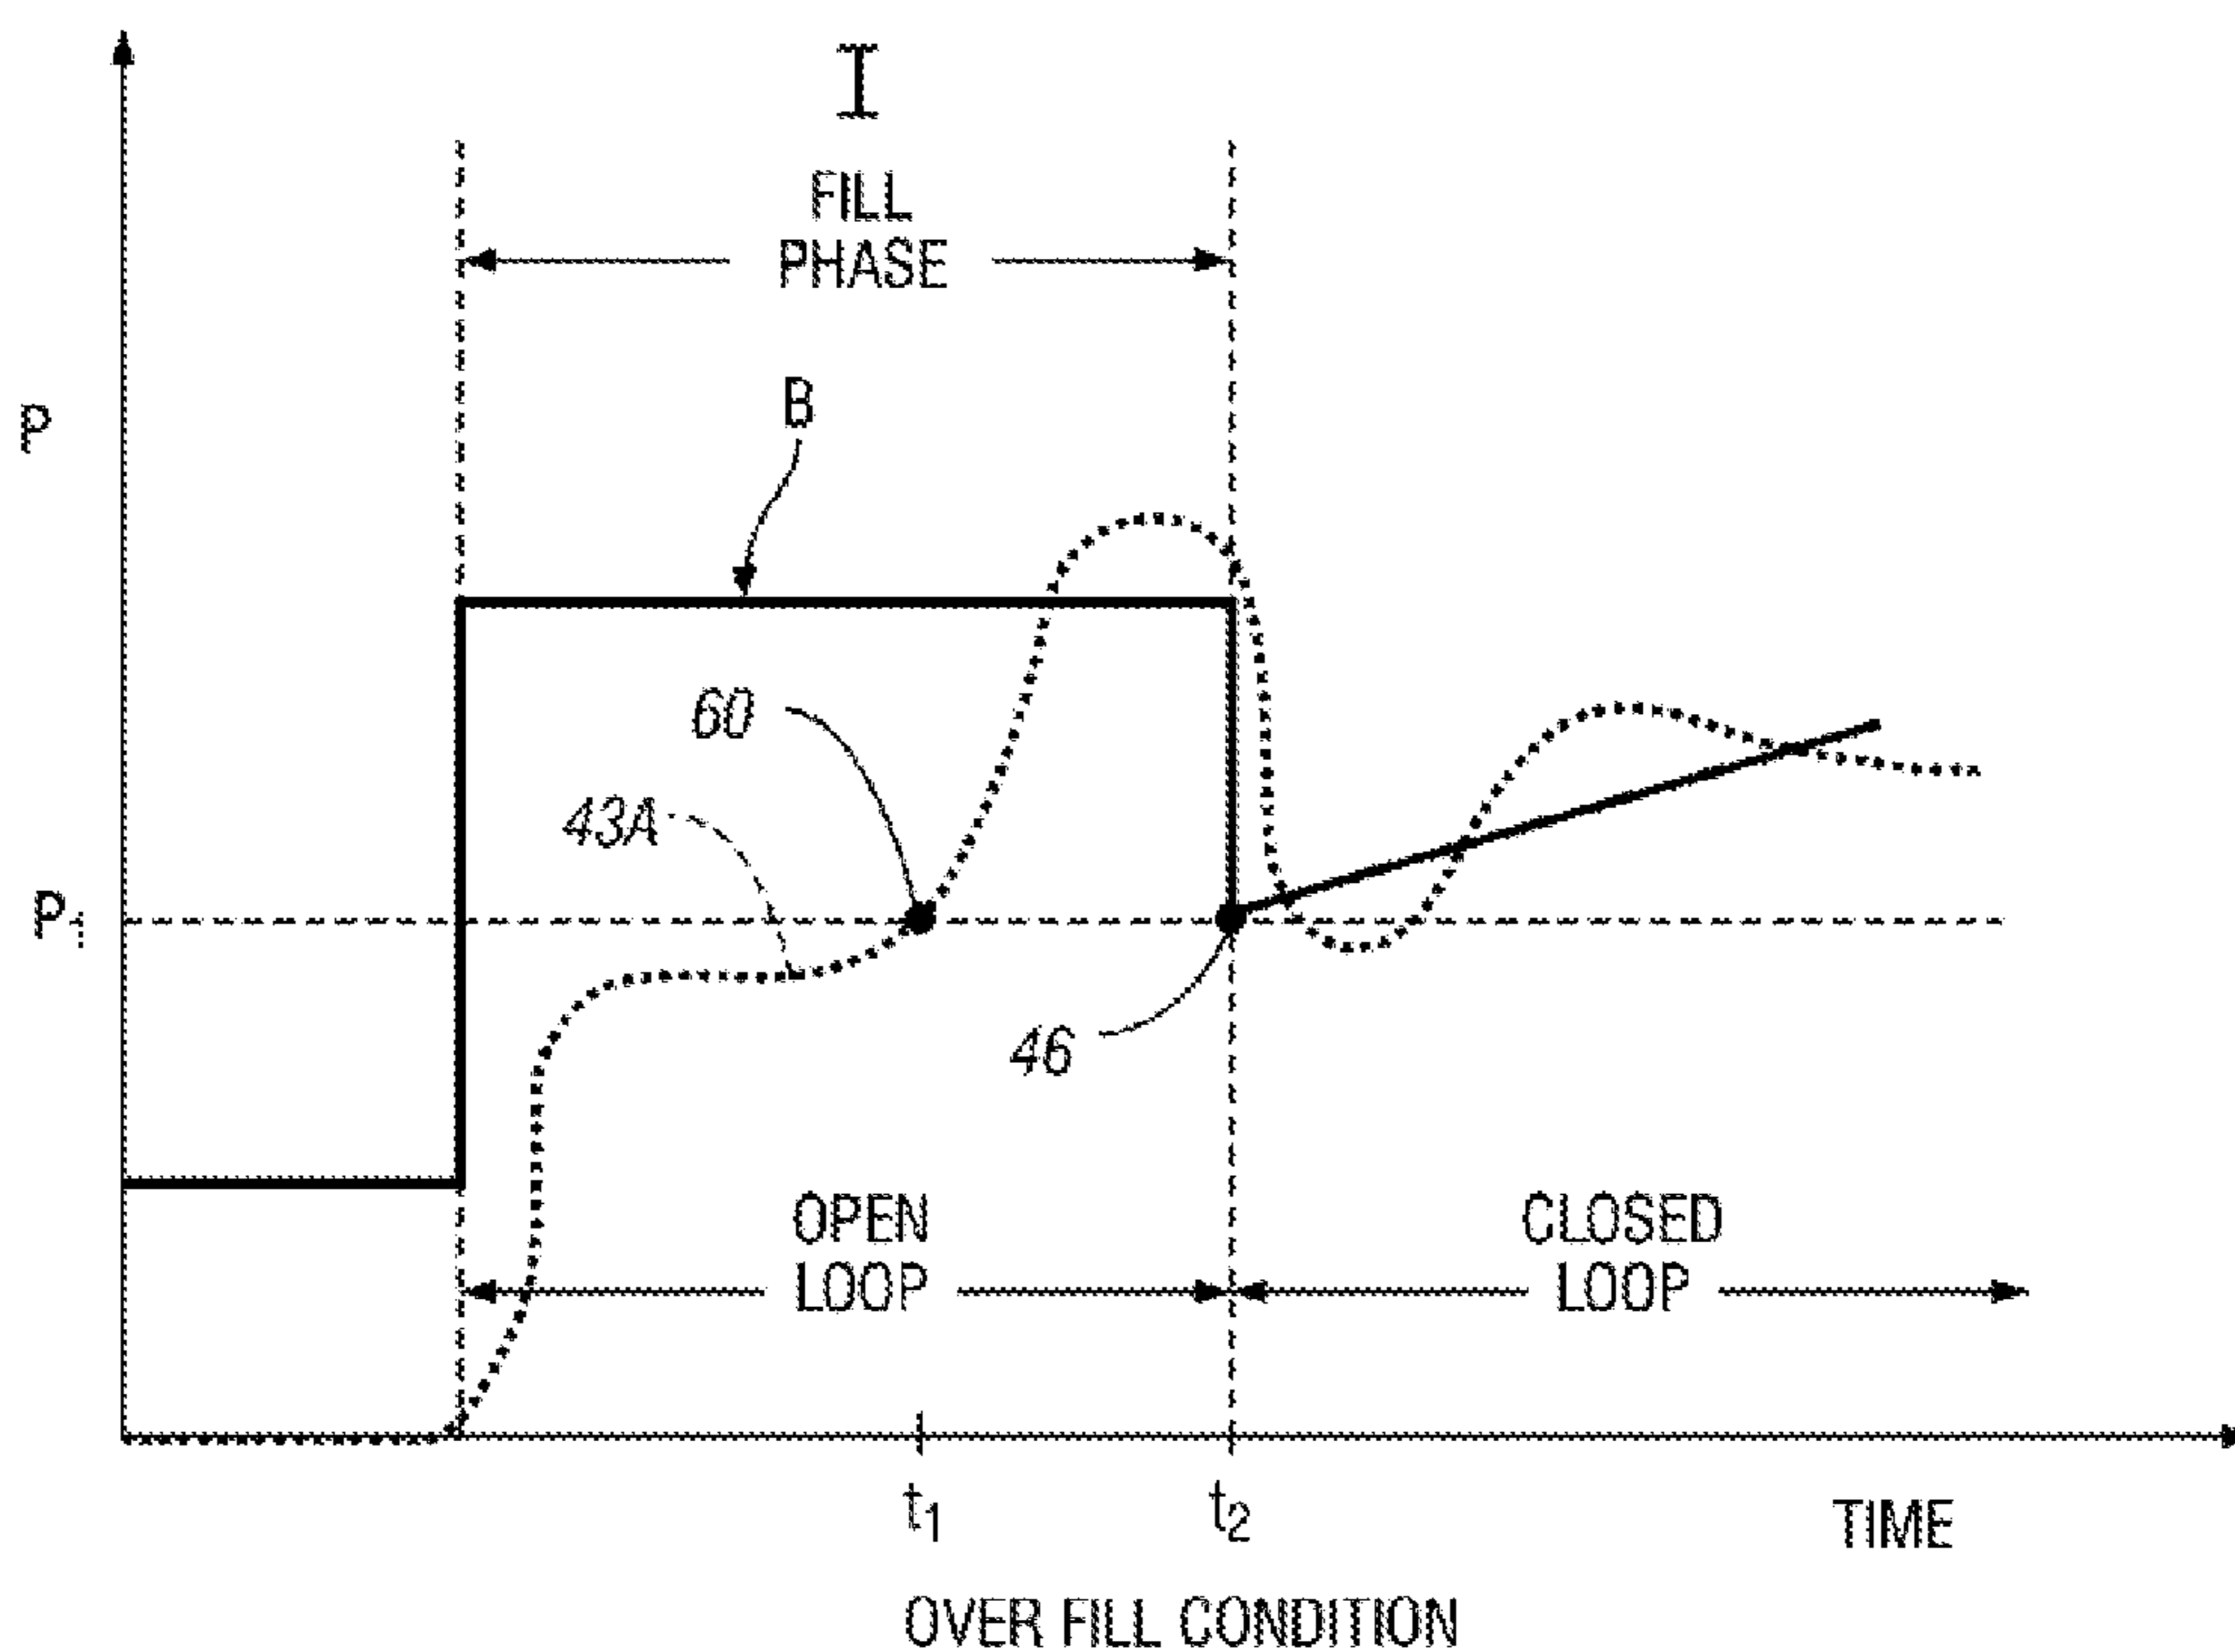 I
FILL
PHASE
B
P
60
43A
P1
46
OPEN
LOOP
CLOSED
LOOP
t1
t2
TIME
OVER FILL CONDITION